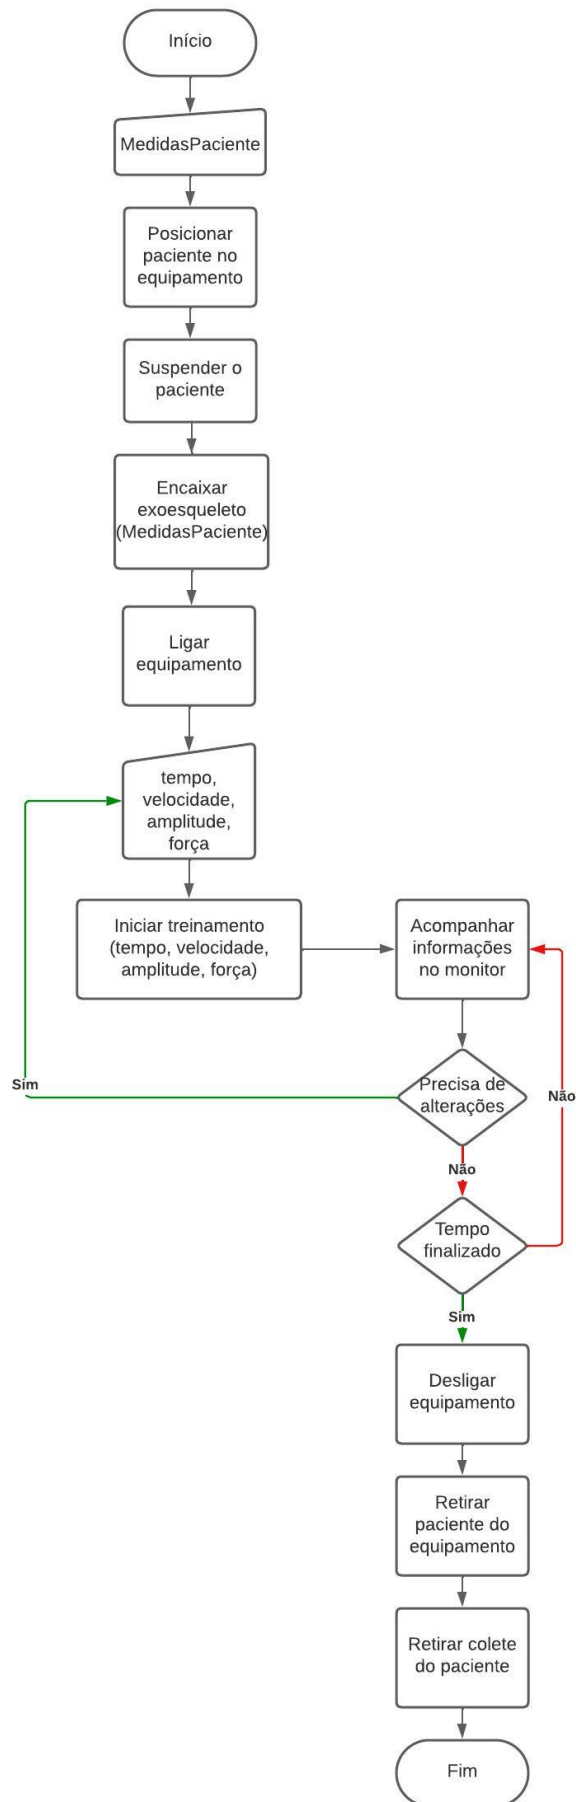 Início
MedidasPaciente
Posicionar
paciente no
equipamento
Suspender o
paciente
Encaixar
exoesqueleto
(MedidasPaciente)
Ligar
equipamento
tempo,
velocidade,
amplitude,
força
Iniciar treinamento
(tempo, velocidade,
amplitude, força)
Acompanhar
informações
no monitor
Precisa de
alterações
Sim
Não
Não
Tempo
finalizado
Sim
Desligar
equipamento
Retirar
paciente do
equipamento
Retirar colete
do paciente
Fim